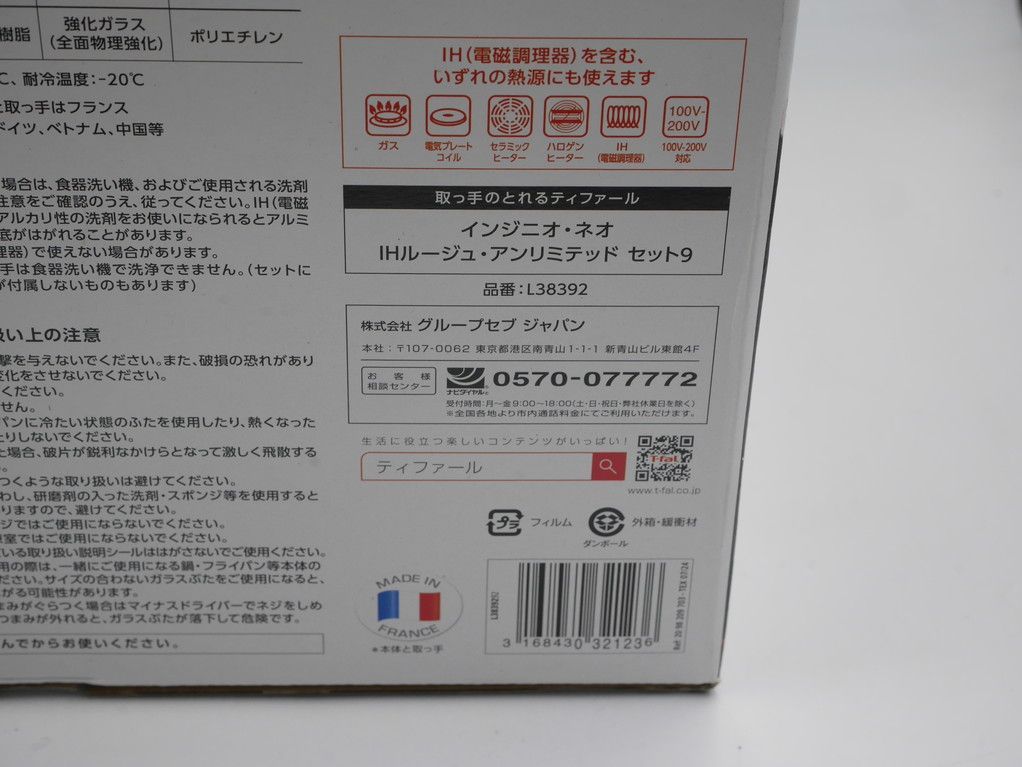 樹脂
強化ガラス
(全面物理強化)
ポリエチレン
℃、耐冷温度:-20℃
取っ手はフランス
ドイツ、ベトナム、中国等
場合は、食器洗い機、およびご使用される洗剤
注意をご確認のうえ、従ってください。IH(電磁
アルカリ性の洗剤をお使いになられるとアルミ
底がはがれることがあります。
理器)で使えない場合があります。
手は食器洗い機で洗浄できません。(セットに
が付属しないものもあります)
扱い上の注意
撃を与えないでください。また、破損の恐れがあり
変化をさせないでください。
ください。
せん。
パンに冷たい状態のふたを使用したり、熱くなった
たりしないでください。
た場合、破片が鋭利なかけらとなって激しく飛散する
。
つくような取り扱いは避けてください。
わし、研磨剤の入った洗剤・スポンジ等を使用すると
りますので、避けてください。
ジではご使用にならないでください。
庫室ではご使用にならないでください。
ている取り扱い説明シールははがさないでご使用ください。
用の際は、一緒にご使用になる鍋・フライパン等本体の
ださい。サイズの合わないガラスぶたをご使用になると、
がる可能性があります。
まみがぐらつく場合はマイナスドライバーでネジをしめ
つまみが外れると、ガラスぶたが落下して危険です。
んでからお使いください。
IH(電磁調理器)を含む、
いずれの熱源にも使えます
100V-
200V
ガス
電気プレート
コイル
セラミック
ヒーター
ハロゲン
ヒーター
IH
(電磁調理器)
100V-200V
対応
取っ手のとれるティファール
インジニオ・ネオ
IHルージュ・アンリミテッド セット9
品番:L38392
株式会社 グループセブ ジャパン
本社:〒107-0062 東京都港区南青山1-1-1 新青山ビル東館4F
お客様
相談センター
ナビダイヤル®
0570-077772
受付時間:月〜金9:00〜18:00(土・日・祝日・弊社休業日を除く)
※全国各地より市内通話料金にてご利用いただけます。
生活に役立つ楽しいコンテンツがいっぱい!
ティファール
T-fal
www.t-fal.co.jp
プラ
フィルム
ダンボール
外箱・緩衝材
MADE IN
FRANCE
*本体と取っ手
3 168430 321236